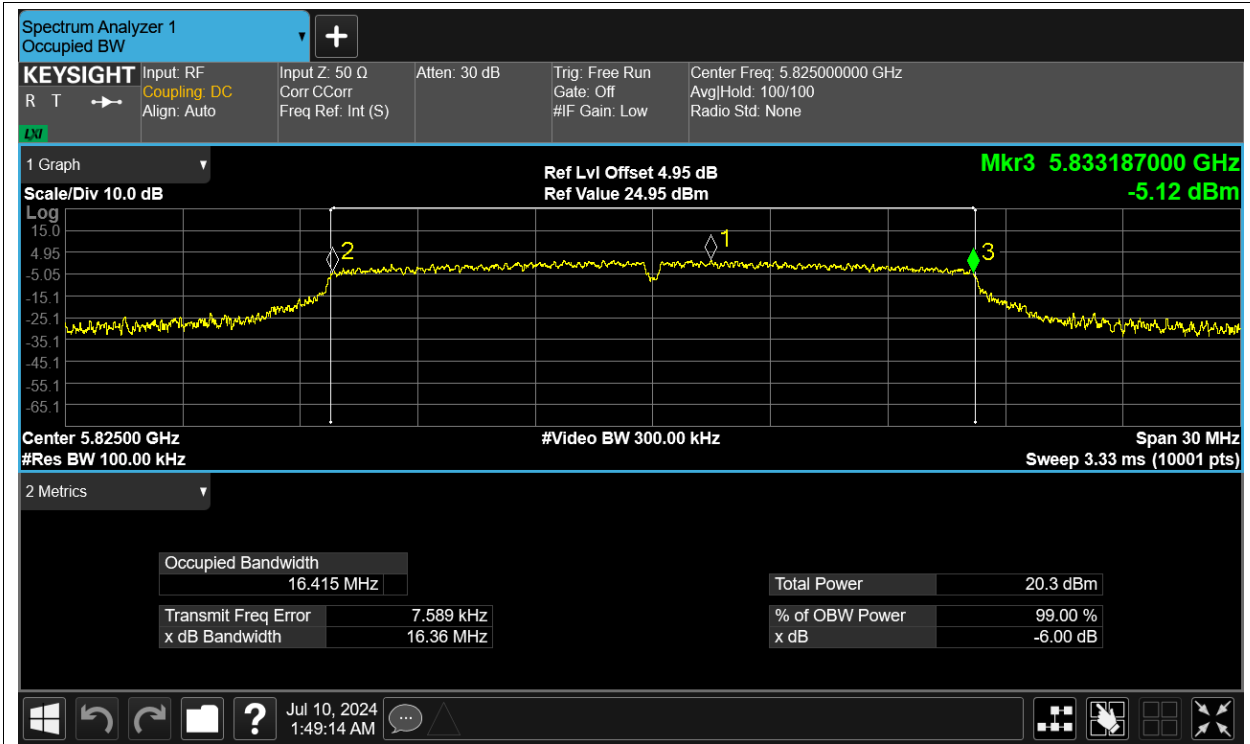 Spectrum Analyzer 1
Occupied BW
KEYSIGHT
R T
LXI
Input: RF
Coupling: DC
Align: Auto
Input Z: 50 Ω
Corr CCorr
Freq Ref: Int (S)
Atten: 30 dB
Trig: Free Run
Gate: Off
#IF Gain: Low
Center Freq: 5.825000000 GHz
Avg|Hold: 100/100
Radio Std: None
1 Graph
Scale/Div 10.0 dB
Ref Lvl Offset 4.95 dB
Ref Value 24.95 dBm
Mkr3 5.833187000 GHz
-5.12 dBm
Log
15.0
4.95
-5.05
-15.1
-25.1
-35.1
-45.1
-55.1
-65.1
2
1
3
Center 5.82500 GHz
#Video BW 300.00 kHz
Span 30 MHz
#Res BW 100.00 kHz
Sweep 3.33 ms (10001 pts)
2 Metrics
Occupied Bandwidth
16.415 MHz
Transmit Freq Error 7.589 kHz
x dB Bandwidth 16.36 MHz
Total Power 20.3 dBm
% of OBW Power 99.00 %
x dB -6.00 dB
?
Jul 10, 2024
1:49:14 AM